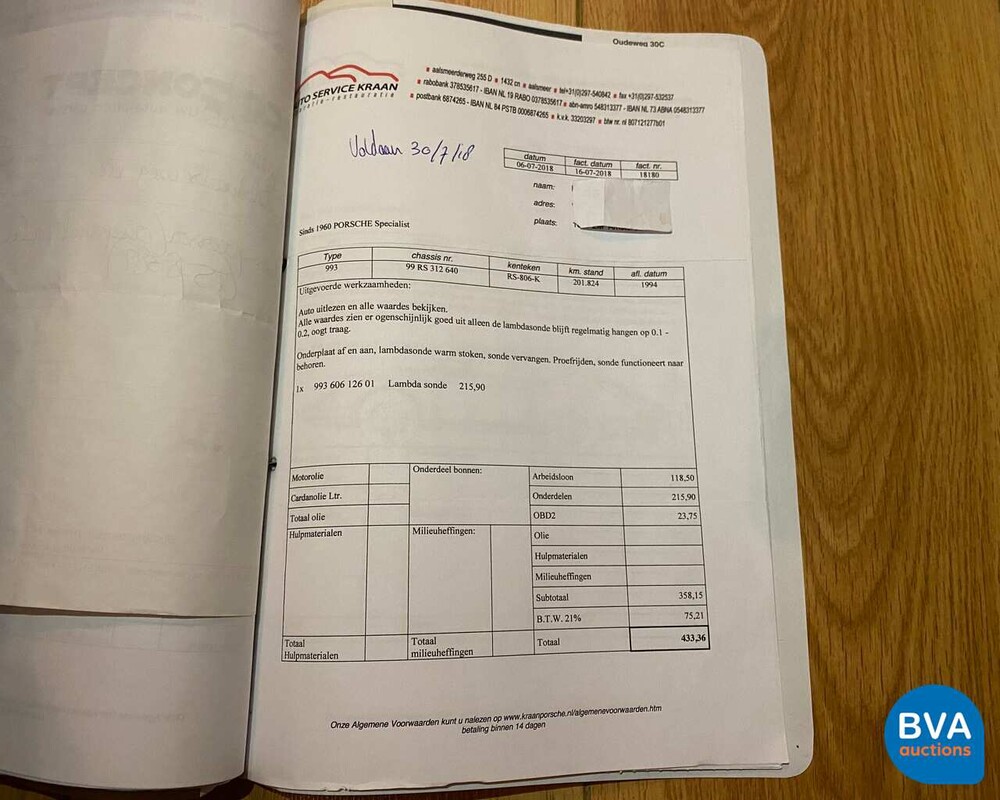 Oudeweg 30C
AUTO SERVICE KRAAN
aalsmeerderweg 255 D ■ 1432 cn ■ aalsmeer ■ tel+31(0)297-540842 ■ fax +31(0)297-532537
■ rabobank 378535617 - IBAN NL 19 RABO 0378535617 ■ abn-amro 548313377 - IBAN NL 73 ABNA 0548313377
■ postbank 6874265 - IBAN NL 84 PSTB 0006874265 ■ k.v.k. 33203297 ■ btw nr. nl 807121277b01
Voldaan 30/7/18
datum fact. datum fact. nr.
06-07-2018 16-07-2018 18180
naam:
adres:
plaats:
Sinds 1960 PORSCHE Specialist
Type chassis nr. kenteken km. stand afl. datum
993 99 RS 312 640 RS-806-K 201.824 1994
Uitgevoerde werkzaamheden:
Auto uitlezen en alle waardes bekijken.
Alle waardes zien er ogenschijnlijk goed uit alleen de lambdasonde blijft regelmatig hangen op 0.1 -
0.2, oogt traag.
Onderplaat af en aan, lambdasonde warm stoken, sonde vervangen. Proefrijden, sonde functioneert naar
behoren.
1x 993 606 126 01 Lambda sonde 215,90
Motorolie Onderdeel bonnen: Arbeidsloon 118,50
Cardanolie Ltr. Onderdelen 215,90
Totaal olie OBD2 23,75
Hulpmaterialen Milieuheffingen: Olie
Hulpmaterialen
Milieuheffingen
Subtotaal 358,15
B.T.W. 21% 75,21
Totaal Totaal Totaal 433,36
Hulpmaterialen milieuheffingen
Onze Algemene Voorwaarden kunt u nalezen op www.kraanporsche.nl/algemenevoorwaarden.htm
betaling binnen 14 dagen
BVA
auctions